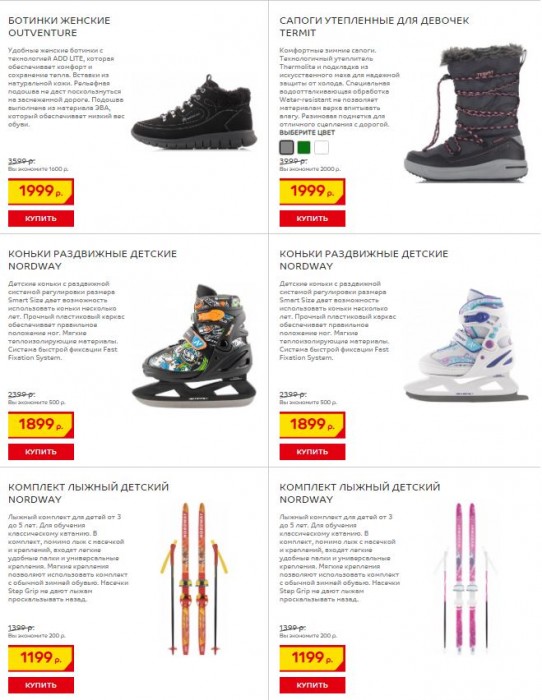 БОТИНКИ ЖЕНСКИЕ
OUTVENTURE
Удобные женские ботинки с
технологией ADD LITE, которая
обеспечивает комфорт и
сохранение тепла. Вставки из
натуральной кожи. Рельефная
подошва не даст поскользнуться
на заснеженной дороге. Подошва
выполнена из материала ЭВА,
который обеспечивает низкий вес
обуви.
3599 р.
Вы экономите 1600 р.
1999 р.
КУПИТЬ
САПОГИ УТЕПЛЕННЫЕ ДЛЯ ДЕВОЧЕК
TERMIT
Комфортные зимние сапоги.
Технологичный утеплитель
Thermolite и подкладка из
искусственного меха для надежной
защиты от холода. Специальная
водоотталкивающая обработка
Water-resistant не позволяет
материалам верха впитывать
влагу. Резиновая подметка для
отличного сцепления с дорогой.
ВЫБЕРИТЕ ЦВЕТ
3999 р.
Вы экономите 2000 р.
1999 р.
КУПИТЬ
КОНЬКИ РАЗДВИЖНЫЕ ДЕТСКИЕ
NORDWAY
Детские коньки с раздвижной
системой регулировки размера
Smart Size дает возможность
использовать коньки несколько
лет. Прочный пластиковый каркас
обеспечивает правильное
положение ног. Мягкие
теплоизолирующие материалы.
Система быстрой фиксации Fast
Fixation System.
2399 р.
Вы экономите 500 р.
1899 р.
КУПИТЬ
КОНЬКИ РАЗДВИЖНЫЕ ДЕТСКИЕ
NORDWAY
Детские коньки с раздвижной
системой регулировки размера
Smart Size дает возможность
использовать коньки несколько
лет. Прочный пластиковый каркас
обеспечивает правильное
положение ног. Мягкие
теплоизолирующие материалы.
Система быстрой фиксации Fast
Fixation System.
2399 р.
Вы экономите 500 р.
1899 р.
КУПИТЬ
КОМПЛЕКТ ЛЫЖНЫЙ ДЕТСКИЙ
NORDWAY
Лыжный комплект для детей от 3
до 5 лет. Для обучения
классическому катанию. В
комплект, помимо лыж с насечкой
и креплений, входят легкие
удобные палки и универсальные
крепления. Мягкие крепления
позволяют использовать комплект
с обычной зимней обувью. Насечки
Step Grip не дают лыжам
проскальзывать назад.
1399 р.
Вы экономите 200 р.
1199 р.
КУПИТЬ
КОМПЛЕКТ ЛЫЖНЫЙ ДЕТСКИЙ
NORDWAY
Лыжный комплект для детей от 3
до 5 лет. Для обучения
классическому катанию. В
комплект, помимо лыж с насечкой
и креплений, входят легкие
удобные палки и универсальные
крепления. Мягкие крепления
позволяют использовать комплект
с обычной зимней обувью. Насечки
Step Grip не дают лыжам
проскальзывать назад.
1399 р.
Вы экономите 200 р.
1199 р.
КУПИТЬ